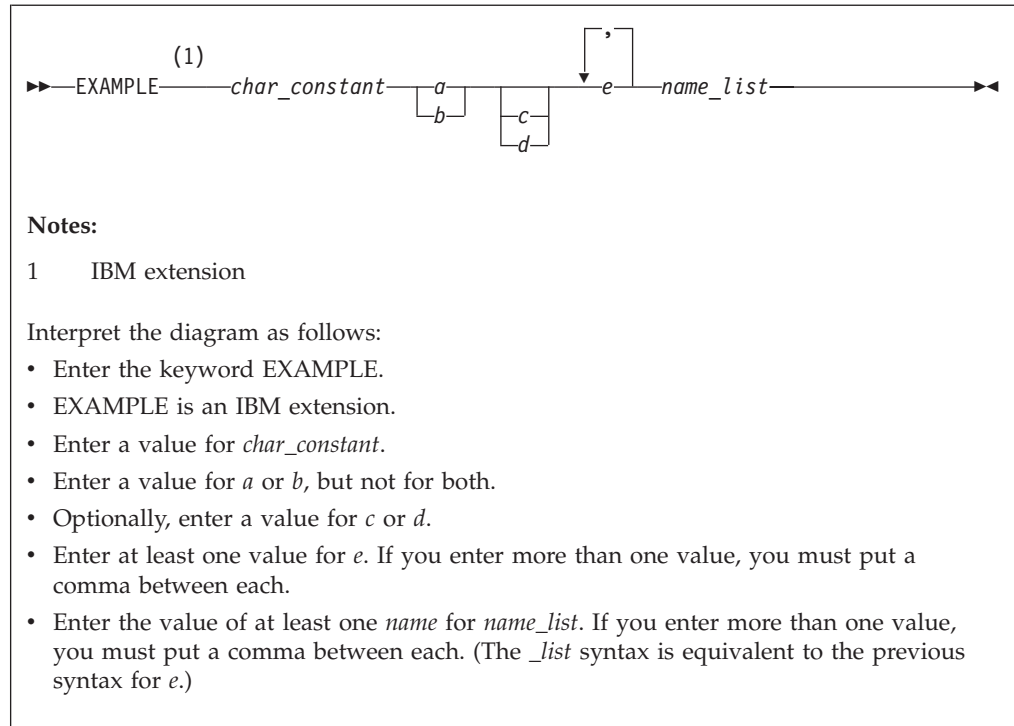 ,
(1)
EXAMPLE char_constant a e name_list
b c
d
Notes:
1 IBM extension
Interpret the diagram as follows:
• Enter the keyword EXAMPLE.
• EXAMPLE is an IBM extension.
• Enter a value for char_constant.
• Enter a value for a or b, but not for both.
• Optionally, enter a value for c or d.
• Enter at least one value for e. If you enter more than one value, you must put a
comma between each.
• Enter the value of at least one name for name_list. If you enter more than one value,
you must put a comma between each. (The _list syntax is equivalent to the previous
syntax for e.)